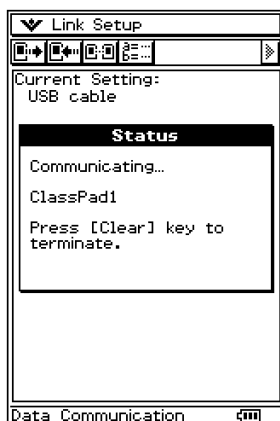 Link Setup
Current Setting:
USB cable
Status
Communicating...
ClassPad1
Press [Clear] key to
terminate.
Data Communication